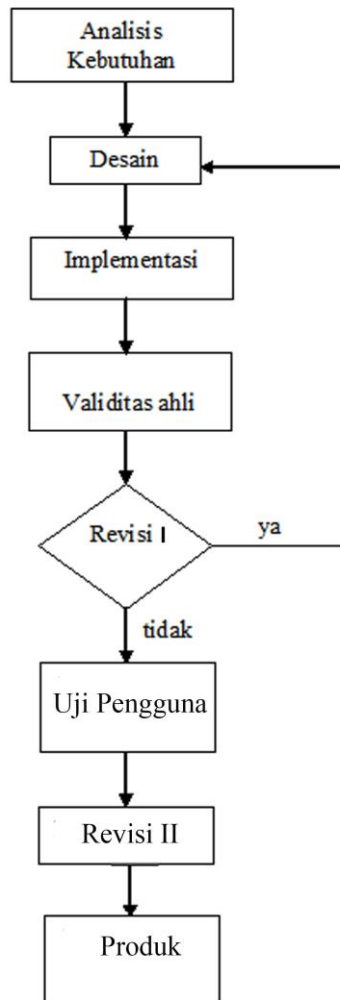 Analisis
Kebutuhan
Desain
Implementasi
Validitas ahli
Revisi I
ya
tidak
Uji Pengguna
Revisi II
Produk